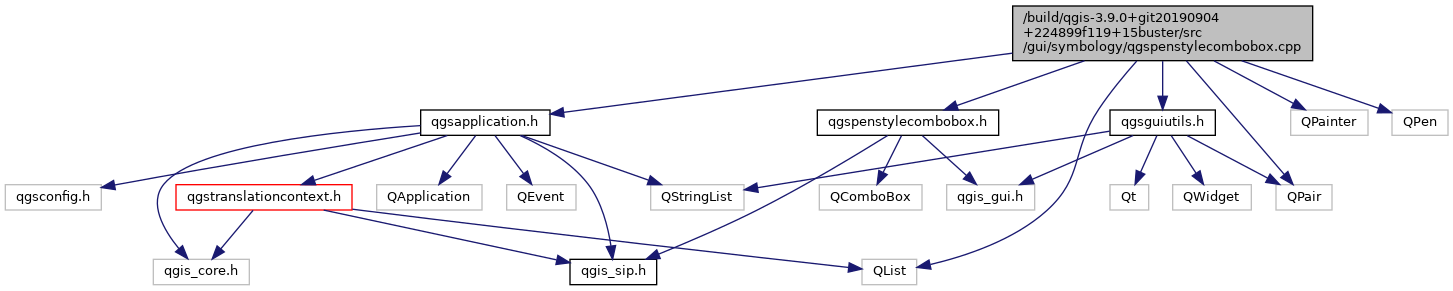 /build/qgis-3.9.0+git20190904
+224899f119+15buster/src
/gui/symbology/qgspenstylecombobox.cpp
qgsapplication.h
qgspenstylecombobox.h
qgsguiutils.h
QPainter
QPen
qgsconfig.h
qgstranslationcontext.h
QApplication
QEvent
QStringList
QComboBox
qgis_gui.h
Qt
QWidget
QPair
qgis_core.h
qgis_sip.h
QList